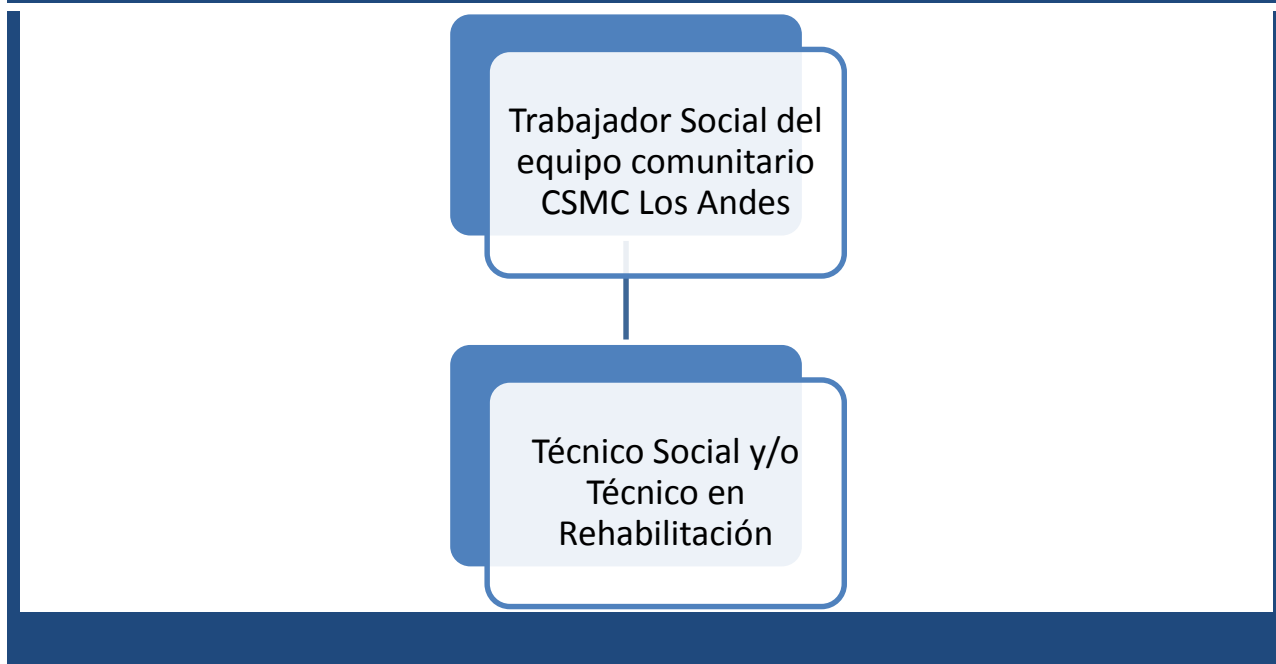 Trabajador Social del
equipo comunitario
CSMC Los Andes
Técnico Social y/o
Técnico en
Rehabilitación